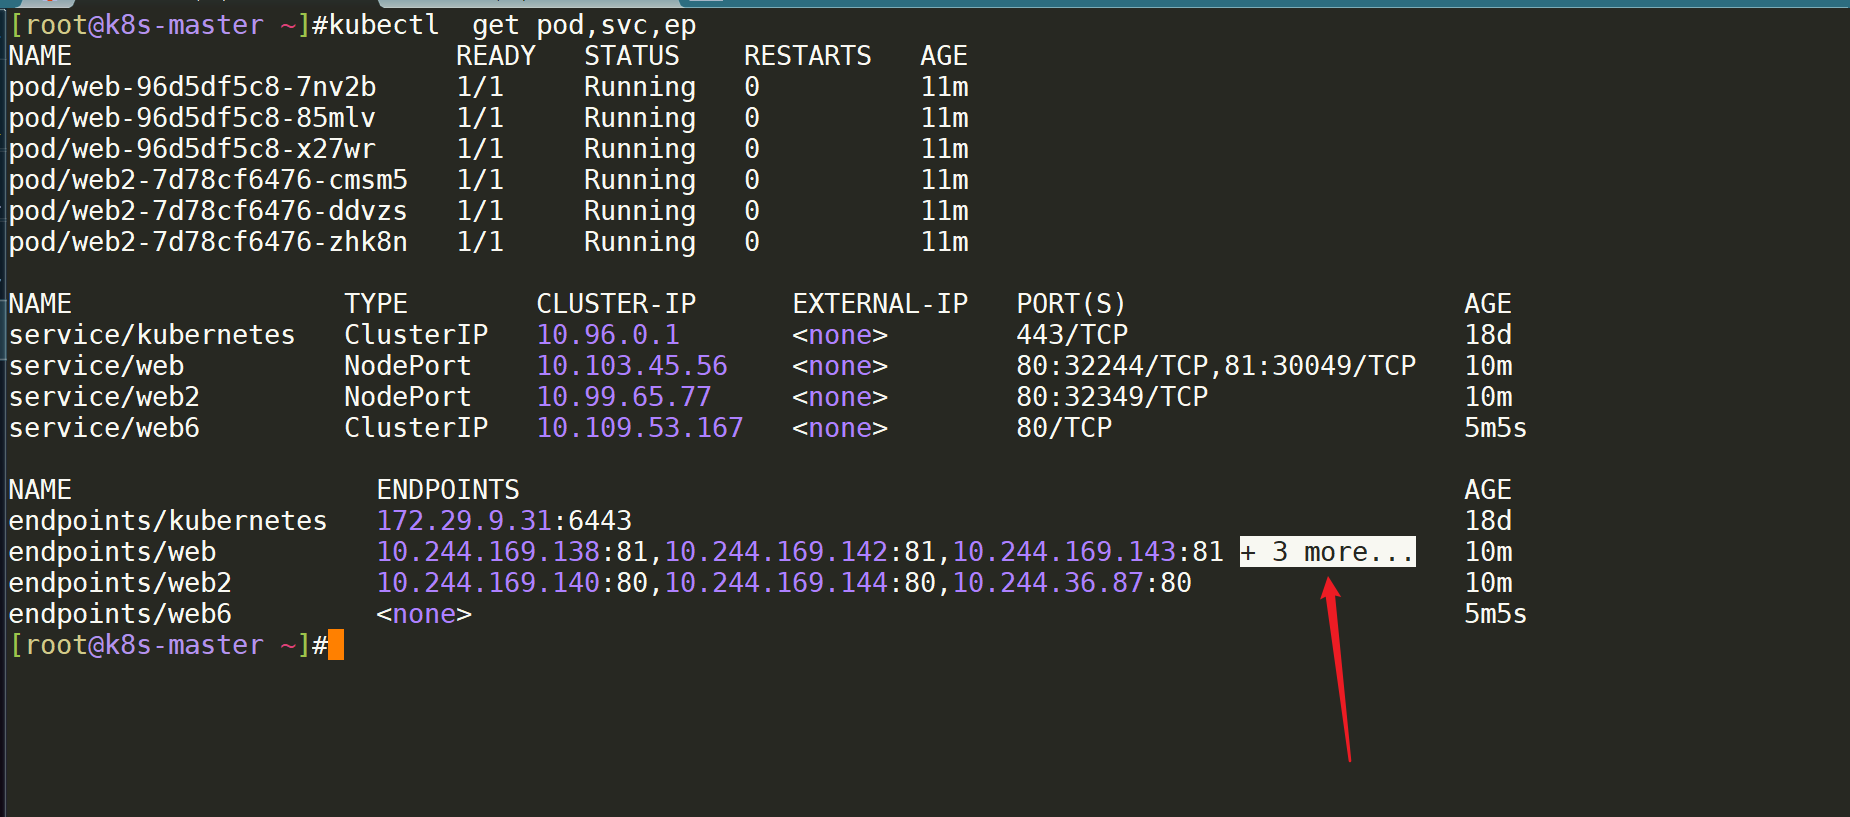 [root@k8s-master ~]#kubectl  get pod,svc,ep
NAME                        READY   STATUS    RESTARTS   AGE
pod/web-96d5df5c8-7nv2b     1/1     Running   0          11m
pod/web-96d5df5c8-85mlv     1/1     Running   0          11m
pod/web-96d5df5c8-x27wr     1/1     Running   0          11m
pod/web2-7d78cf6476-cmsm5   1/1     Running   0          11m
pod/web2-7d78cf6476-ddvzs   1/1     Running   0          11m
pod/web2-7d78cf6476-zhk8n   1/1     Running   0          11m

NAME                 TYPE        CLUSTER-IP      EXTERNAL-IP   PORT(S)                     AGE
service/kubernetes   ClusterIP   10.96.0.1       <none>        443/TCP                     18d
service/web          NodePort    10.103.45.56    <none>        80:32244/TCP,81:30049/TCP   10m
service/web2         NodePort    10.99.65.77     <none>        80:32349/TCP                10m
service/web6         ClusterIP   10.109.53.167   <none>        80/TCP                      5m5s

NAME                   ENDPOINTS                                                           AGE
endpoints/kubernetes   172.29.9.31:6443                                                    18d
endpoints/web          10.244.169.138:81,10.244.169.142:81,10.244.169.143:81 + 3 more...   10m
endpoints/web2         10.244.169.140:80,10.244.169.144:80,10.244.36.87:80                 10m
endpoints/web6         <none>                                                              5m5s
[root@k8s-master ~]#